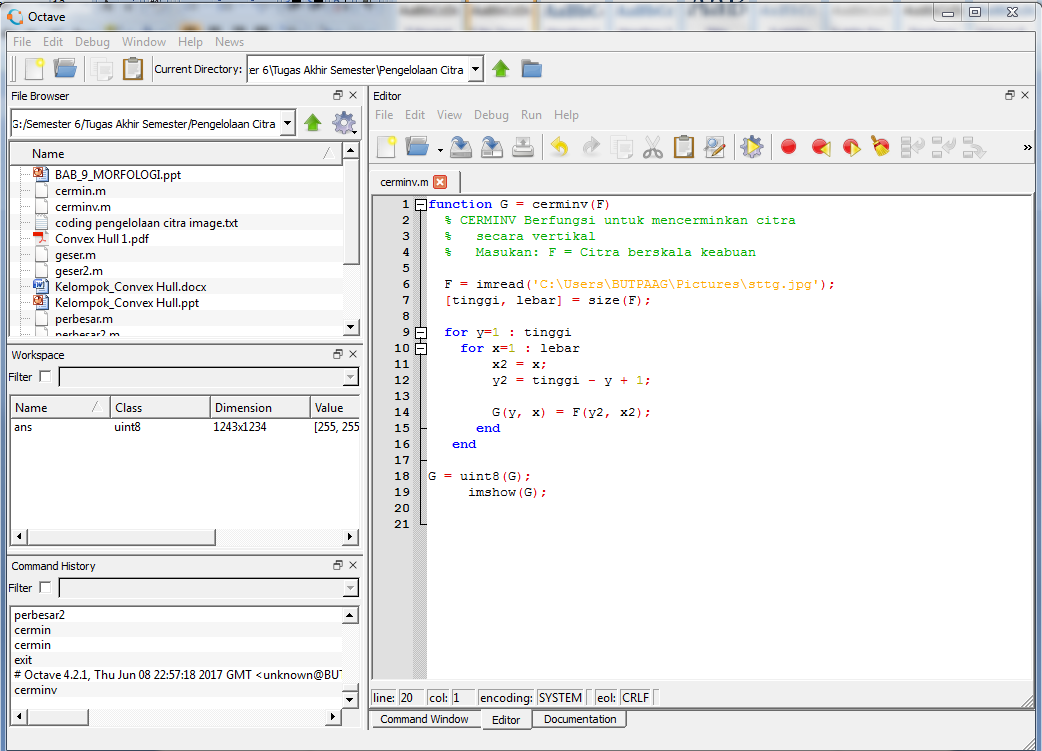 Octave
File Edit Debug Window Help News
Current Directory: er 6\Tugas Akhir Semester\Pengelolaan Citra
File Browser
G:/Semester 6/Tugas Akhir Semester/Pengelolaan Citra
Name
BAB_9_MORFOLOGI.ppt
cermin.m
cerminv.m
coding pengelolaan citra image.txt
Convex Hull 1.pdf
geser.m
geser2.m
Kelompok_Convex Hull.docx
Kelompok_Convex Hull.ppt
perbesar.m
perbesar2.m
Workspace
Filter
Name Class Dimension Value
ans uint8 1243x1234 [255, 255
Command History
Filter
perbesar2
cermin
cermin
exit
# Octave 4.2.1, Thu Jun 08 22:57:18 2017 GMT <unknown@BUT
cerminv
Editor
File Edit View Debug Run Help
»
cerminv.m
1 function G = cerminv(F)
2 % CERMINV Berfungsi untuk mencerminkan citra
3 % secara vertikal
4 % Masukan: F = Citra berskala keabuan
5
6 F = imread('C:\Users\BUTPAAG\Pictures\sttg.jpg');
7 [tinggi, lebar] = size(F);
8
9 for y=1 : tinggi
10 for x=1 : lebar
11 x2 = x;
12 y2 = tinggi - y + 1;
13
14 G(y, x) = F(y2, x2);
15 end
16 end
17
18 G = uint8(G);
19 imshow(G);
20
21
line: 20 col: 1 encoding: SYSTEM eol: CRLF
Command Window Editor Documentation